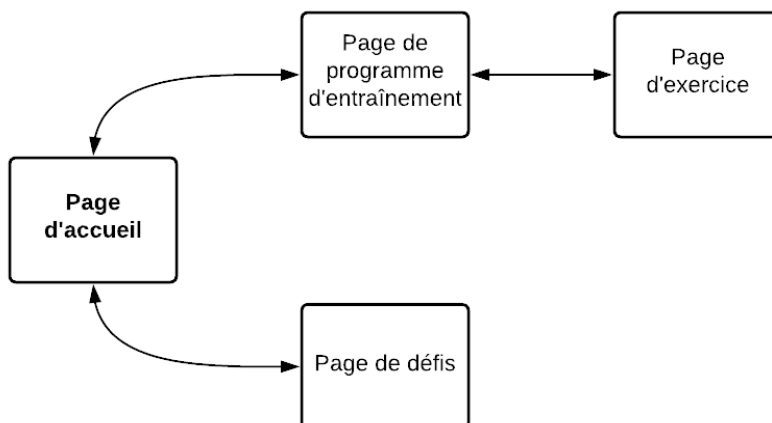 Page de
programme
d'entraînement
Page
d'exercice
Page
d'accueil
Page de défis